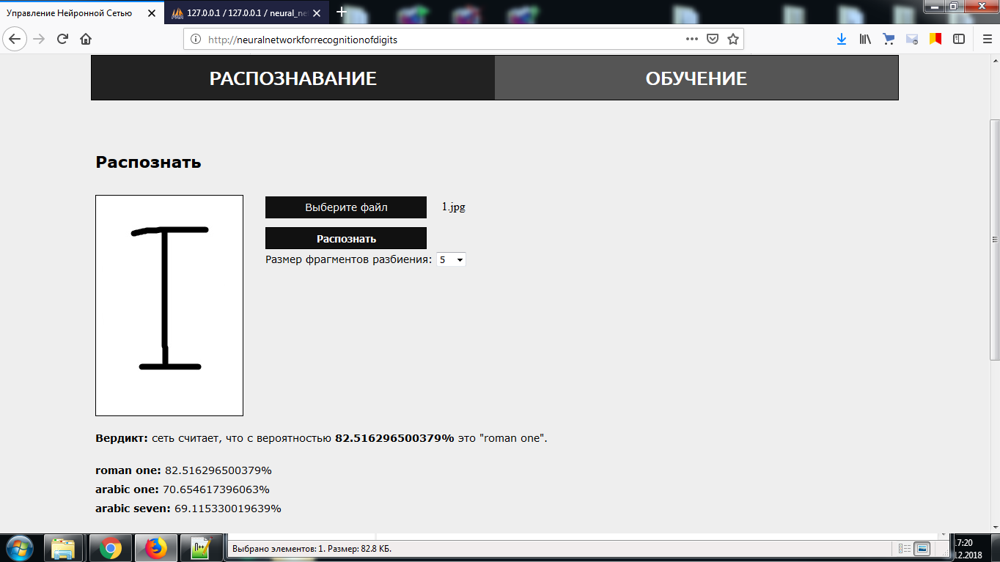 Управление Нейронной Сетью
127.0.0.1 / 127.0.0.1 / neural_ne
http://neuralnetworkforrecognitionofdigits
РАСПОЗНАВАНИЕ
ОБУЧЕНИЕ
Распознать
Выберите файл
1.jpg
Распознать
Размер фрагментов разбиения: 5
Вердикт: сеть считает, что с вероятностью 82.516296500379% это "roman one".
roman one: 82.516296500379%
arabic one: 70.654617396063%
arabic seven: 69.115330019639%
Выбрано элементов: 1. Размер: 82.8 КБ.
17:20
.12.2018